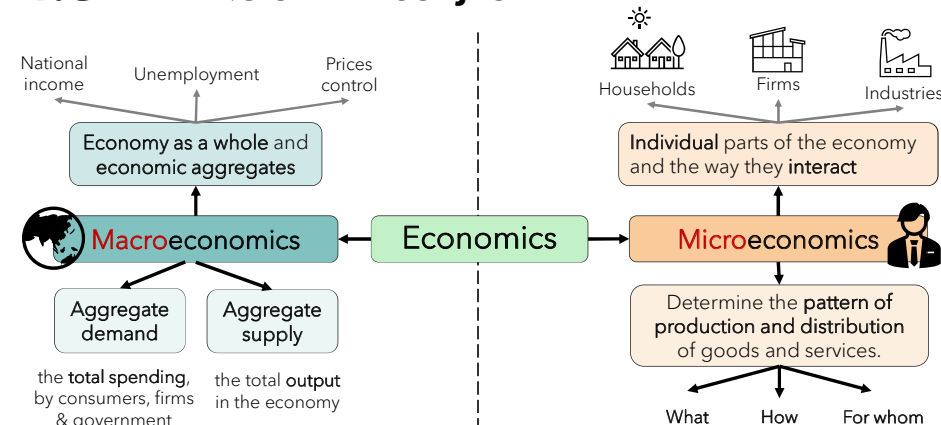 National
income
Unemployment
Prices
control
Economy as a whole and
economic aggregates
Macroeconomics
Aggregate
demand
Aggregate
supply
the total spending,
by consumers, firms
& government
the total output
in the economy
Economics
Households
Firms
Industries
Individual parts of the economy
and the way they interact
Microeconomics
Determine the pattern of
production and distribution
of goods and services.
What
How
For whom